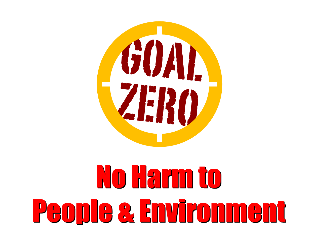 GOAL
ZERO
No Harm to
People & Environment